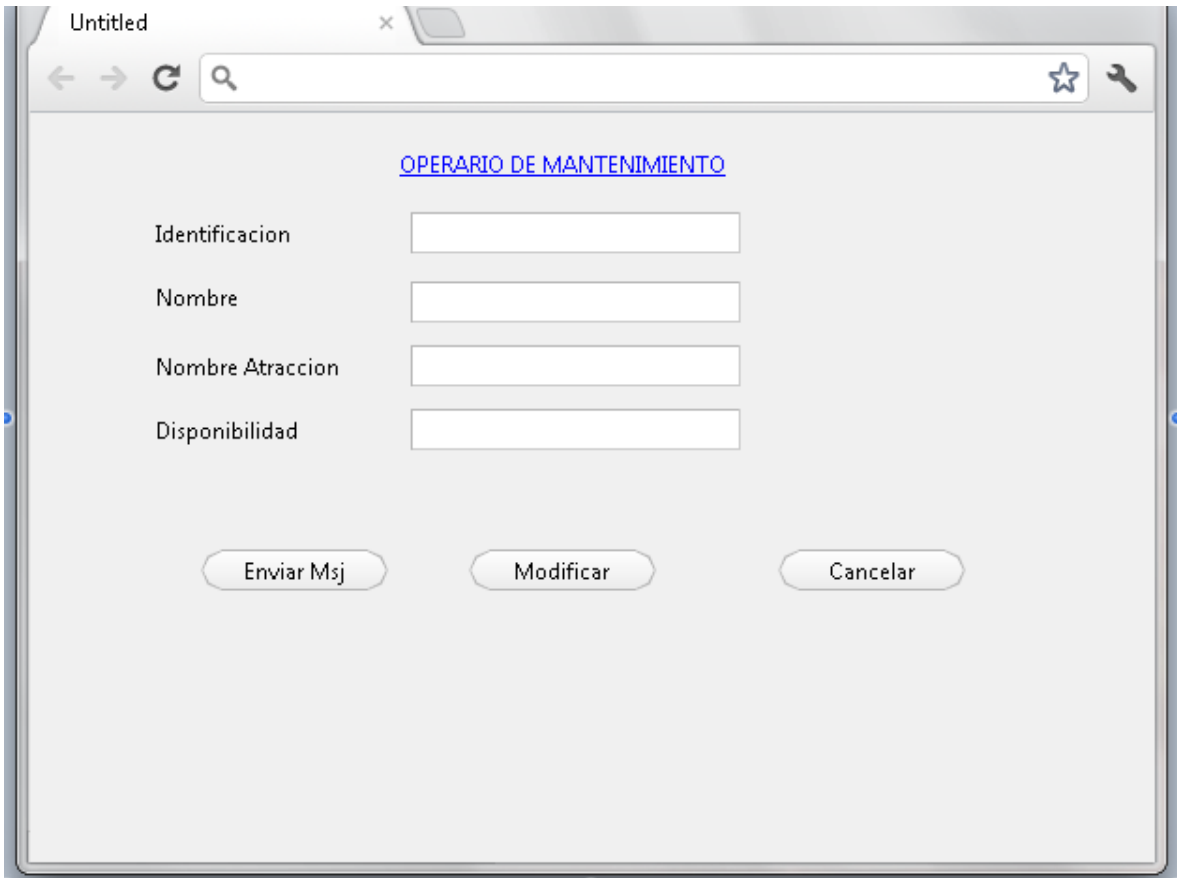 Untitled
OPERARIO DE MANTENIMIENTO
Identificacion
Nombre
Nombre Atraccion
Disponibilidad
Enviar Msj Modificar Cancelar